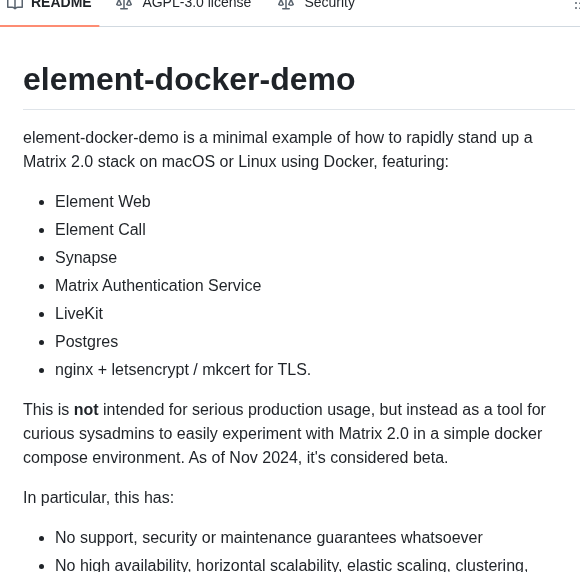 README
AGPL-3.0 license
Security
element-docker-demo
element-docker-demo is a minimal example of how to rapidly stand up a
Matrix 2.0 stack on macOS or Linux using Docker, featuring:
Element Web
Element Call
Synapse
Matrix Authentication Service
LiveKit
Postgres
nginx + letsencrypt / mkcert for TLS.
This is not intended for serious production usage, but instead as a tool for
curious sysadmins to easily experiment with Matrix 2.0 in a simple docker
compose environment. As of Nov 2024, it's considered beta.
In particular, this has:
No support, security or maintenance guarantees whatsoever
No high availability, horizontal scalability, elastic scaling, clustering,